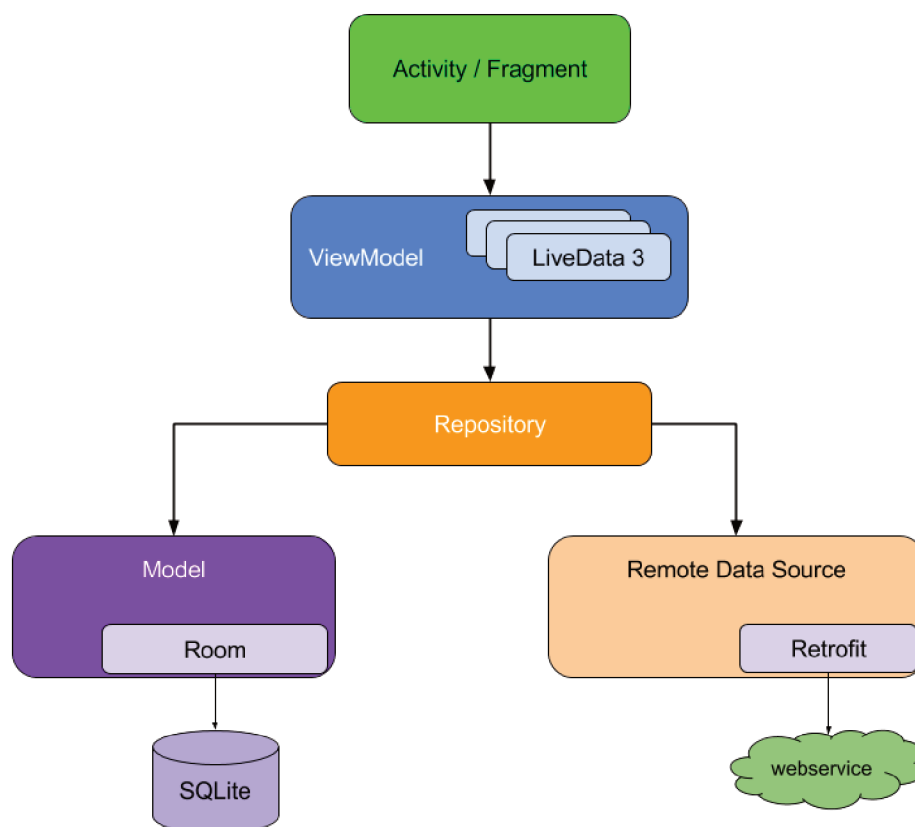 Activity / Fragment
ViewModel
LiveData 3
Repository
Model
Room
SQLite
Remote Data Source
Retrofit
webservice